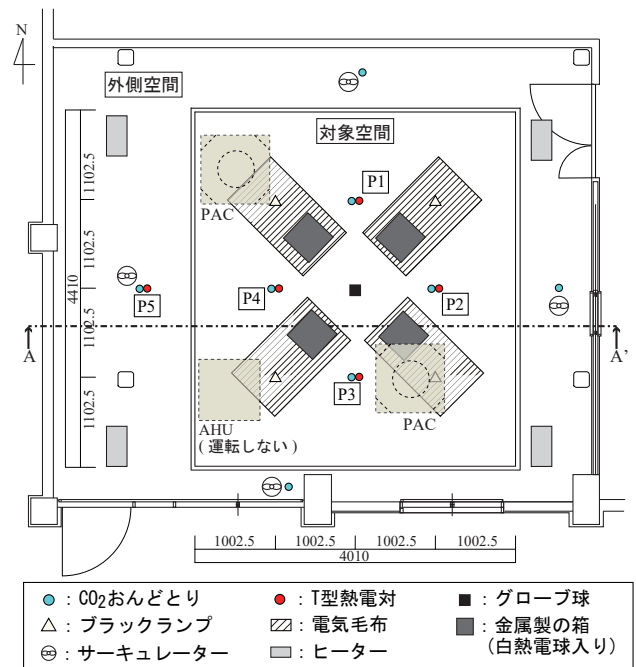 N
外側空間
対象空間
P1
PAC
1102.5
1102.5
4410
1102.5
1102.5
P5
P4
P2
A
A'
P3
AHU
(運転しない)
PAC
1002.5
1002.5
1002.5
1002.5
4010
：CO2おんどとり
：T型熱電対
：グローブ球
：ブラックランプ
：電気毛布
：金属製の箱
(白熱電球入り)
：サーキュレーター
：ヒーター